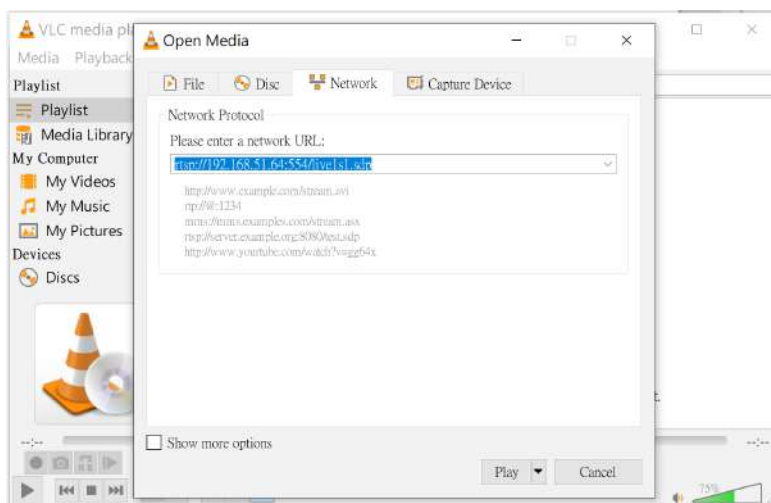 VLC media pl
Media Playback
Playlist
Playlist
Media Library
My Computer
My Videos
My Music
My Pictures
Devices
Discs
Open Media
File Disc Network Capture Device
Network Protocol
Please enter a network URL:
rtsp://192.168.51.64:554/live1s1.sdp
http://www.example.com/stream.avi
rtp://@:1234
mms://mms.examples.com/stream.asx
rtsp://server.example.org:8080/test.sdp
http://www.yourtube.com/watch?v=gg64x
Show more options
Play Cancel
--:-- --:--
75%